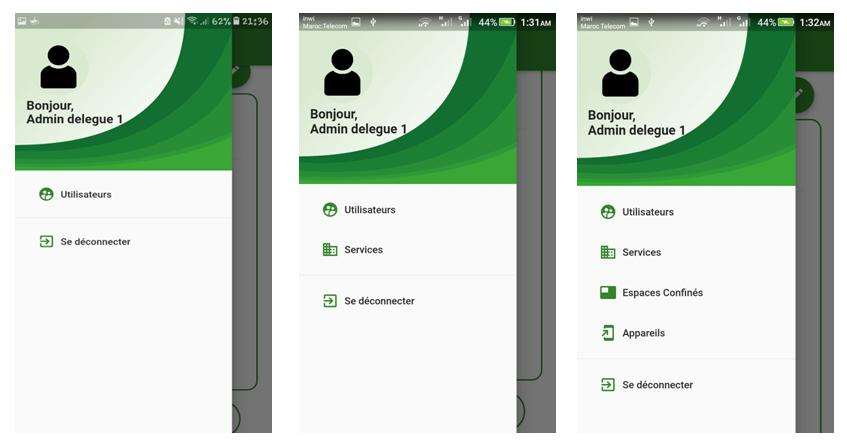 62% 21:36
Bonjour,
Admin delegue 1
Utilisateurs
Se déconnecter
inwi
Maroc Telecom
44% 1:31AM
Bonjour,
Admin delegue 1
Utilisateurs
Services
Se déconnecter
inwi
Maroc Telecom
44% 1:32AM
Bonjour,
Admin delegue 1
Utilisateurs
Services
Espaces Confinés
Appareils
Se déconnecter